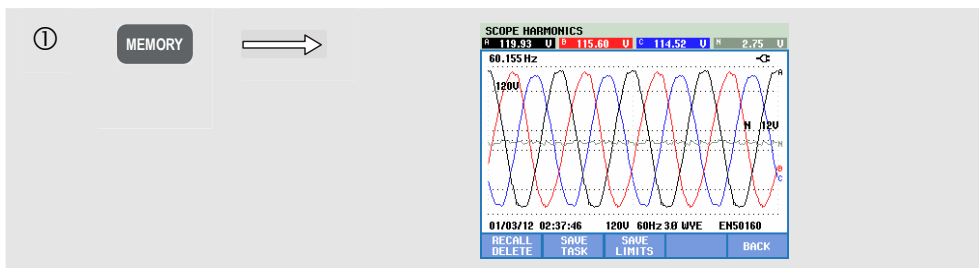 ①
MEMORY
SCOPE HARMONICS
A 119.93 V B 115.60 V C 114.52 V N 2.75 V
60.155 Hz
A
120V
N 12V
N
B
C
01/03/12 02:37:46 120V 60Hz 3Ø WYE EN50160
RECALL DELETE SAVE TASK SAVE LIMITS BACK